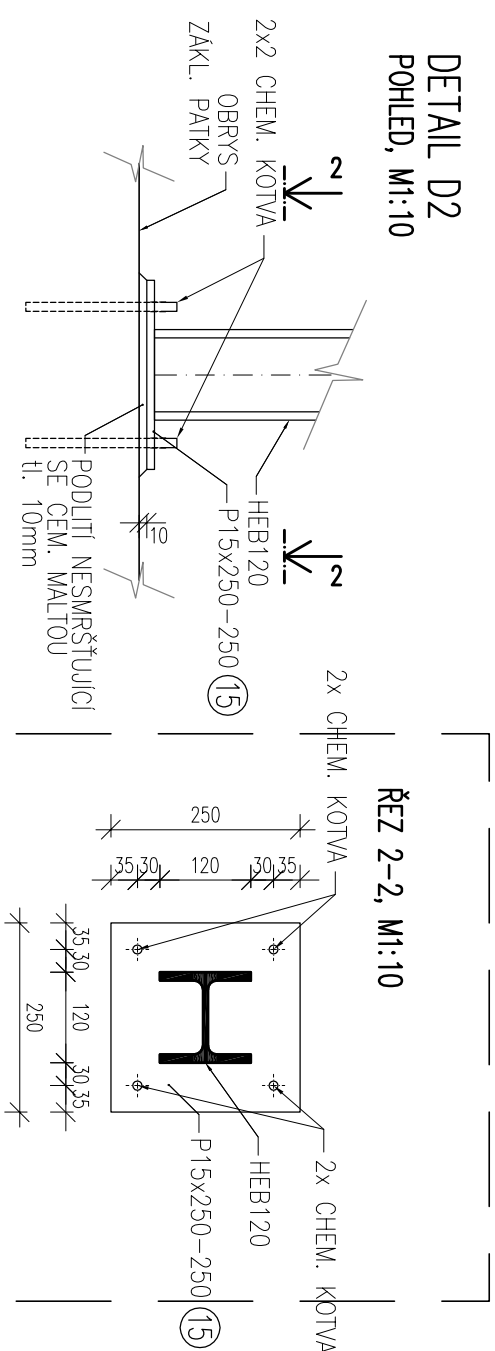 DETAIL D2
POHLED, M1:10
2
2
2x2 CHEM. KOTVA
OBRYS
ZÁKL. PATKY
HEB120
P15x250-250 15
10
PODLITÍ NESMRŠŤUJÍCÍ
SE CEM. MALTOU
tl. 10mm
ŘEZ 2-2, M1:10
2x CHEM. KOTVA
2x CHEM. KOTVA
250
35 30 120 30 35
HEB120
P15x250-250 15
35 30 120 30 35
250